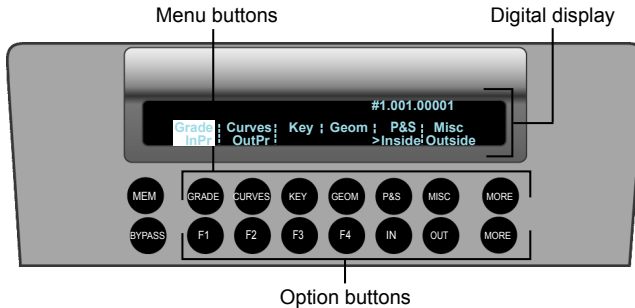 Menu buttons Digital display
#1.001.00001
Grade ¦ Curves ¦ Key ¦ Geom ¦ P&S ¦ Misc
InPr ¦ OutPr ¦ >Inside ¦ Outside
MEM GRADE CURVES KEY GEOM P&S MISC MORE
BYPASS F1 F2 F3 F4 IN OUT MORE
Option buttons